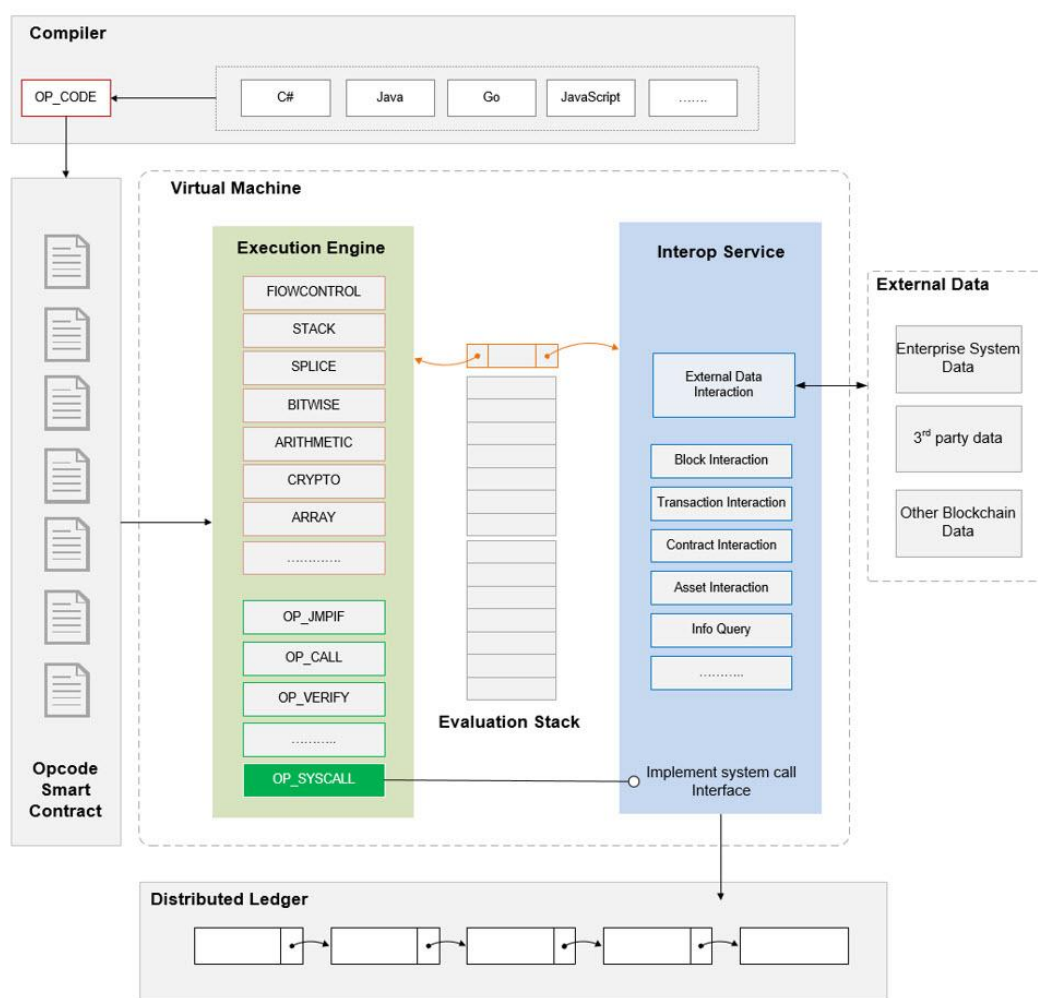 Compiler
OP_CODE
C#
Java
Go
JavaScript
…….
Virtual Machine
Execution Engine
FIOWCONTROL
STACK
SPLICE
BITWISE
ARITHMETIC
CRYPTO
ARRAY
………….
OP_JMPIF
OP_CALL
OP_VERIFY
………..
OP_SYSCALL
Evaluation Stack
Interop Service
External Data
Interaction
Block Interaction
Transaction Interaction
Contract Interaction
Asset Interaction
Info Query
………..
Implement system call
Interface
External Data
Enterprise System
Data
3rd party data
Other Blockchain
Data
Opcode
Smart
Contract
Distributed Ledger